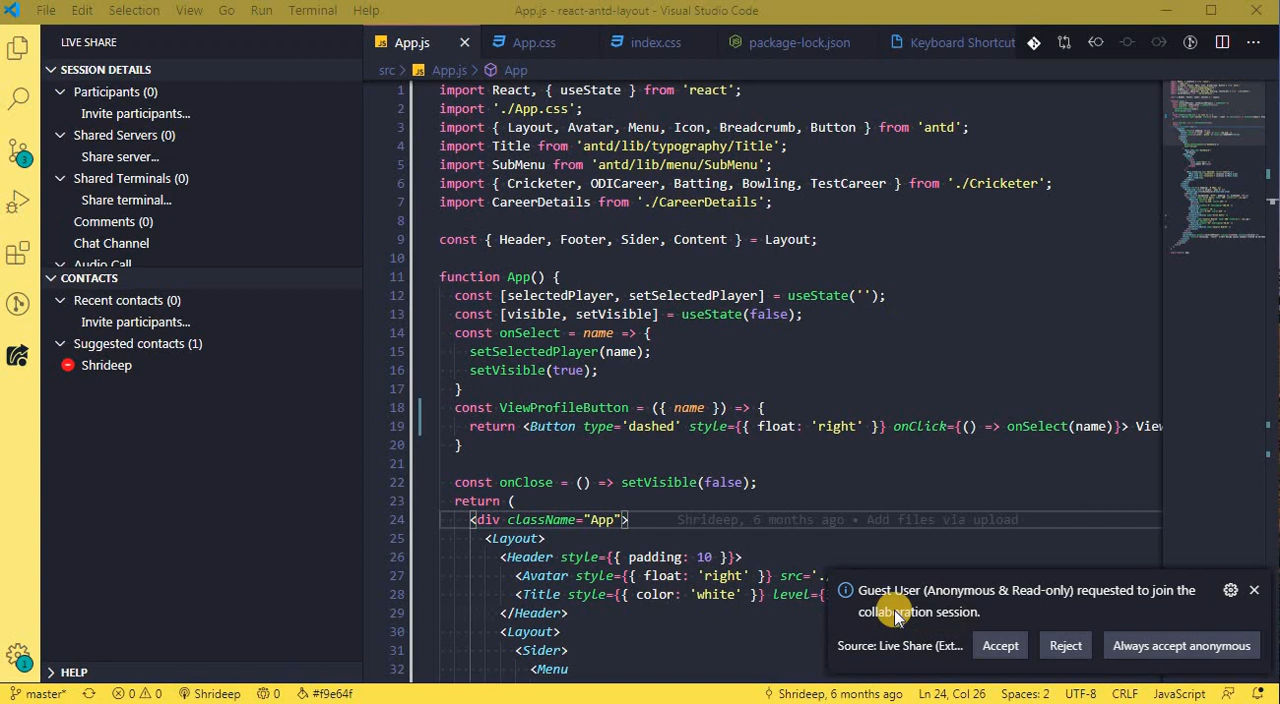 File Edit Selection View Go Run Terminal Help App.js - react-antd-layout - Visual Studio Code
LIVE SHARE
SESSION DETAILS
Participants (0)
Invite participants...
Shared Servers (0)
Share server...
Shared Terminals (0)
Share terminal...
Comments (0)
Chat Channel
Audio Call
CONTACTS
Recent contacts (0)
Invite participants...
Suggested contacts (1)
Shrideep
HELP
3
1
JS App.js App.css index.css package-lock.json Keyboard Shortcut
src > JS App.js > App
1 import React, { useState } from 'react';
2 import './App.css';
3 import { Layout, Avatar, Menu, Icon, Breadcrumb, Button } from 'antd';
4 import Title from 'antd/lib/typography/Title';
5 import SubMenu from 'antd/lib/menu/SubMenu';
6 import { Cricketer, ODICareer, Batting, Bowling, TestCareer } from './Cricketer';
7 import CareerDetails from './CareerDetails';
8
9 const { Header, Footer, Sider, Content } = Layout;
10
11 function App() {
12 const [selectedPlayer, setSelectedPlayer] = useState('');
13 const [visible, setVisible] = useState(false);
14 const onSelect = name => {
15 setSelectedPlayer(name);
16 setVisible(true);
17 }
18 const ViewProfileButton = ({ name }) => {
19 return <Button type='dashed' style={{ float: 'right' }} onClick={() => onSelect(name)}> View
20 }
21
22 const onClose = () => setVisible(false);
23 return (
24 <div className="App"> Shrideep, 6 months ago • Add files via upload
25 <Layout>
26 <Header style={{ padding: 10 }}>
27 <Avatar style={{ float: 'right' }} src='./
28 <Title style={{ color: 'white' }} level={
29 </Header>
30 <Layout>
31 <Sider>
32 <Menu
Guest User (Anonymous & Read-only) requested to join the
collaboration session.
Source: Live Share (Ext... Accept Reject Always accept anonymous
master* 0 0 Shrideep 0 #f9e64f Shrideep, 6 months ago Ln 24, Col 26 Spaces: 2 UTF-8 CRLF JavaScript